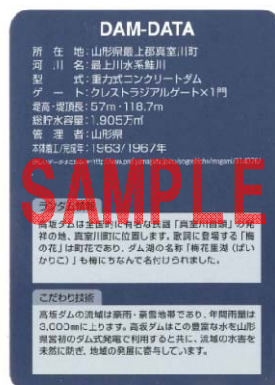 DAM-DATA
所在地:山形県最上郡真室川町
河川名:最上川水系鮭川
型式:重力式コンクリートダム
ゲート:クレストラジアルゲート×1門
堤高・堤頂長:57m・118.7m
総貯水容量:1,905万㎥
管理者:山形県
本体着工/完成年:1963/1967年
SAMPLE
ランダム情報
高坂ダムは全国的に有名な民謡「真室川音頭」の発
祥の地、真室川町に位置します。歌詞に登場する「梅
の花」は町花であり、ダム湖の名称「梅花里湖(ばい
かりこ)」も梅にちなんで名付けられました。
こだわり技術
高坂ダムの流域は豪雨・豪雪地帯であり、年間雨量は
3,000㎜に上ります。高坂ダムはこの豊富な水を山形
県営初のダム式発電で利用すると共に、流域の水害を
未然に防ぎ、地域の発展に寄与しています。